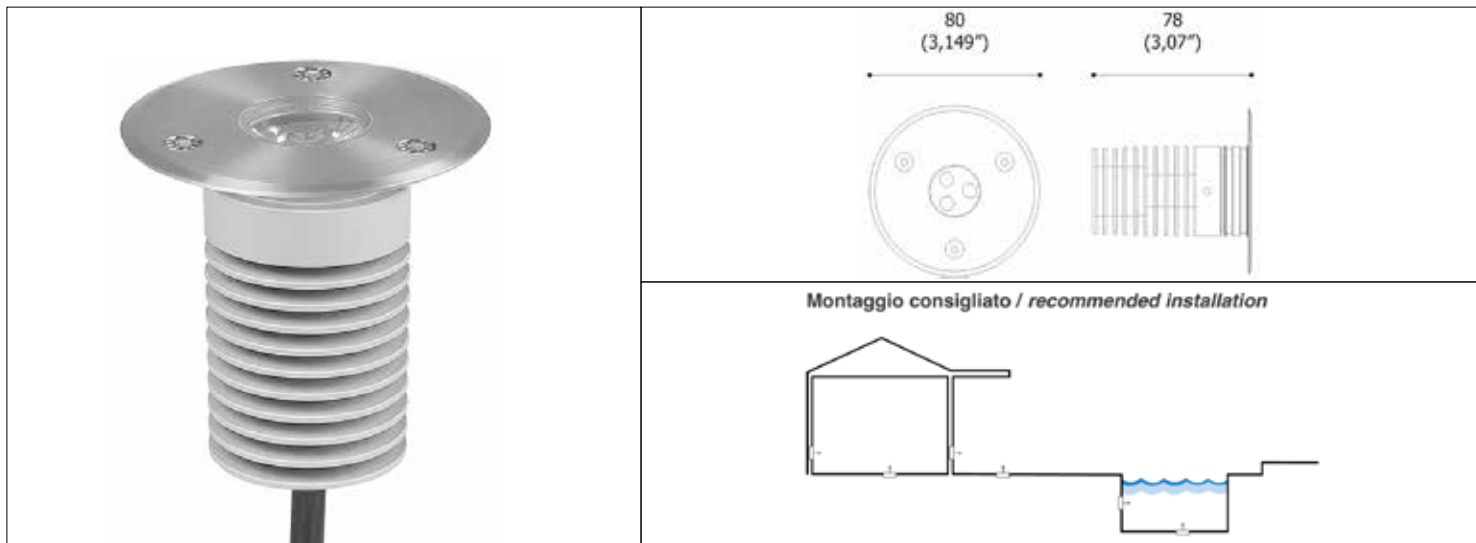 80
(3,149")
78
(3,07")
Montaggio consigliato / recommended installation